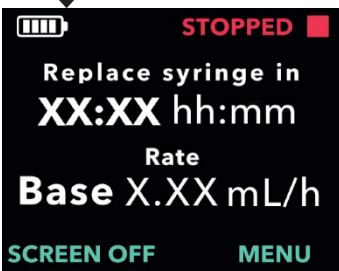 STOPPED
Replace syringe in
XX:XX hh:mm
Rate
Base X.XX mL/h
SCREEN OFF MENU